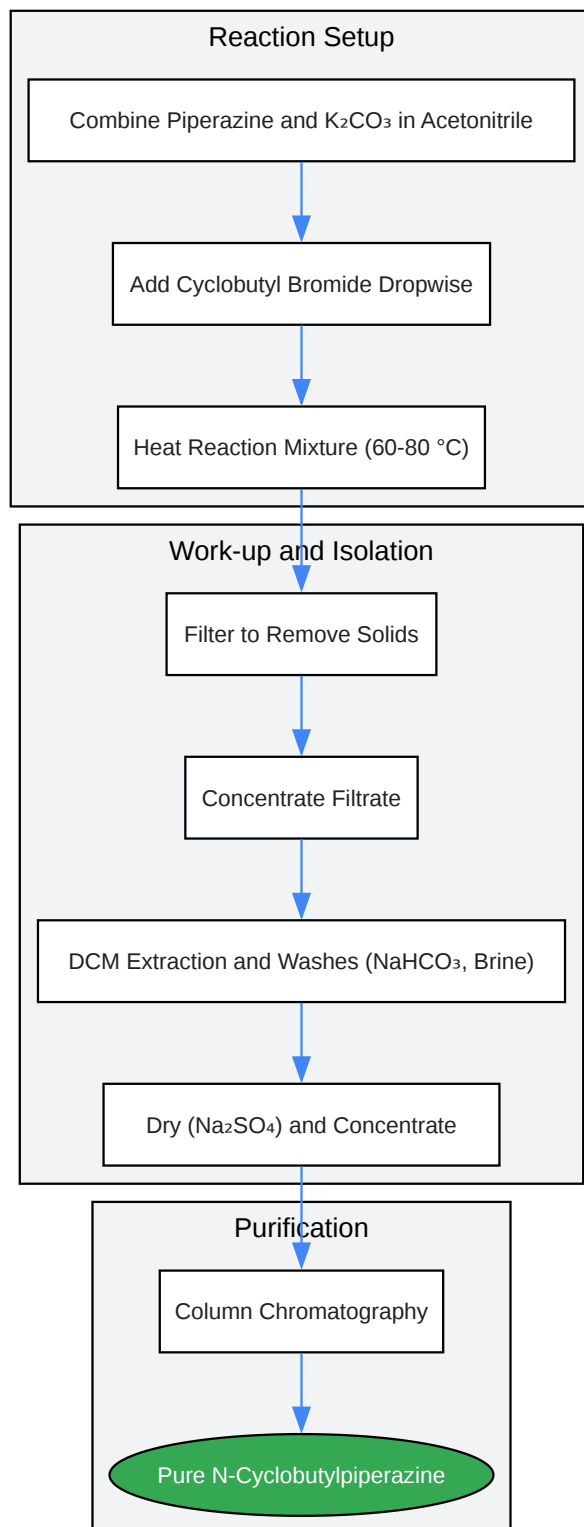 Reaction Setup
Combine Piperazine and K₂CO₃ in Acetonitrile
Add Cyclobutyl Bromide Dropwise
Heat Reaction Mixture (60-80 °C)
Work-up and Isolation
Filter to Remove Solids
Concentrate Filtrate
DCM Extraction and Washes (NaHCO₃, Brine)
Dry (Na₂SO₄) and Concentrate
Purification
Column Chromatography
Pure N-Cyclobutylpiperazine